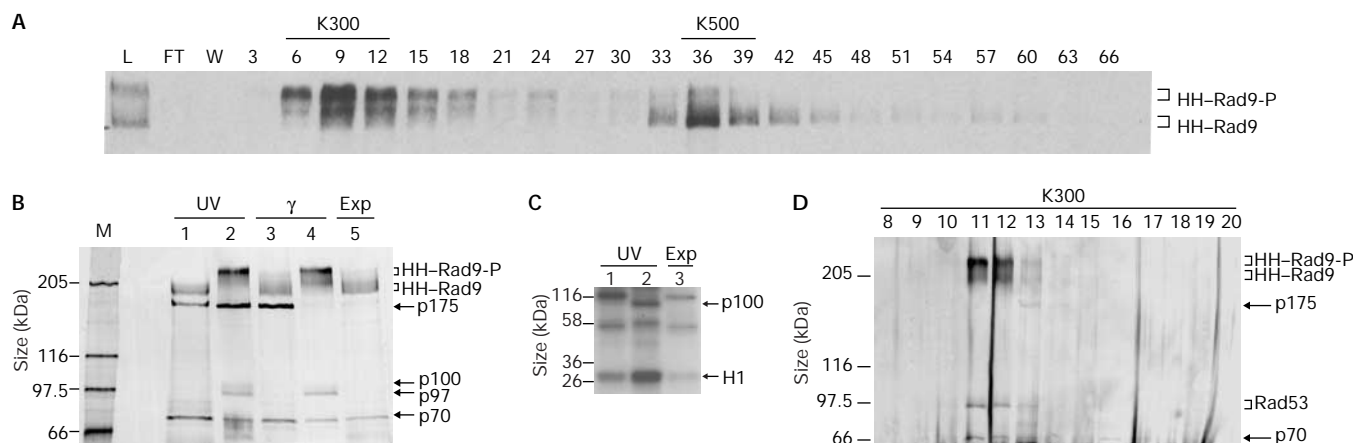 A
K300
K500
L FT W 3 6 9 12 15 18 21 24 27 30 33 36 39 42 45 48 51 54 57 60 63 66
HH–Rad9-P
HH–Rad9
B
UV γ Exp
M 1 2 3 4 5
Size (kDa)
205
116
97.5
66
HH–Rad9-P
HH–Rad9
p175
p100
p97
p70
C
UV Exp
1 2 3
Size (kDa)
116
58
36
26
p100
H1
D
K300
8 9 10 11 12 13 14 15 16 17 18 19 20
Size (kDa)
205
116
97.5
66
HH–Rad9-P
HH–Rad9
p175
Rad53
p70